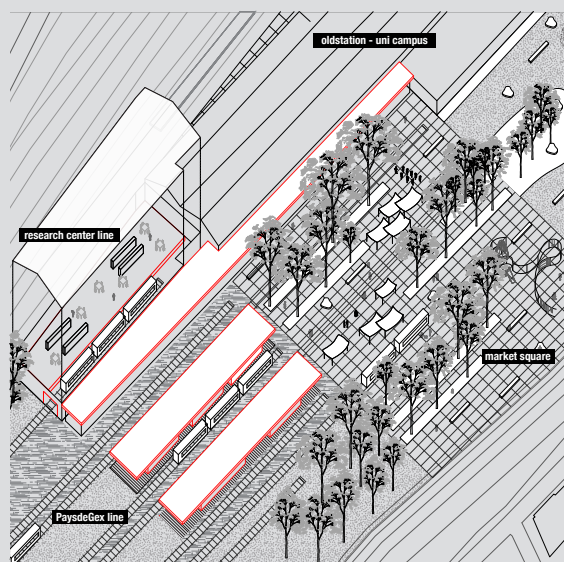 oldstation - uni campus
research center line
market square
PaysdeGex line